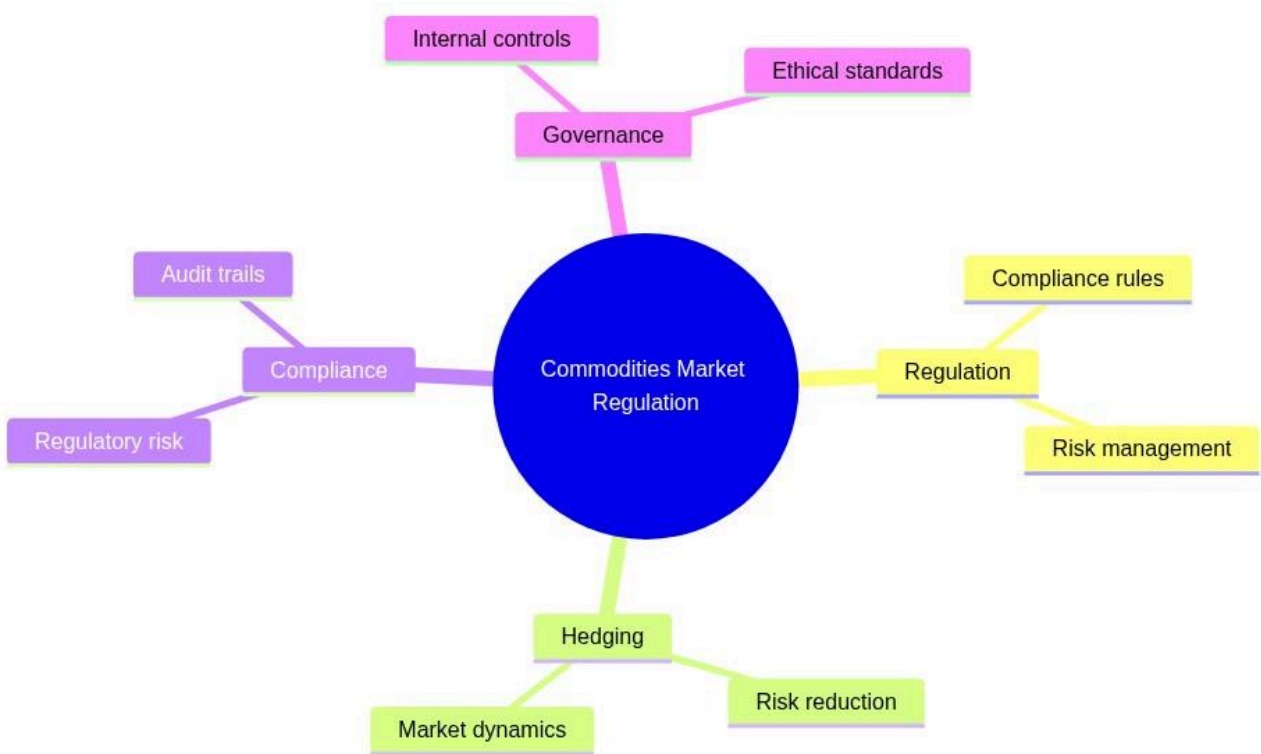 Internal controls
Ethical standards
Governance
Audit trails
Compliance rules
Compliance
Commodities Market
Regulation
Regulation
Regulatory risk
Risk management
Hedging
Risk reduction
Market dynamics